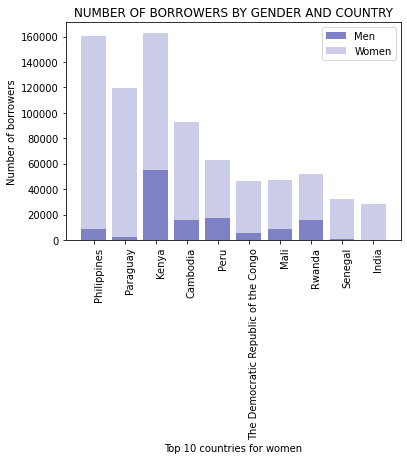 NUMBER OF BORROWERS BY GENDER AND COUNTRY
Men
Women
Number of borrowers
160000
140000
120000
100000
80000
60000
40000
20000
0
Philippines
Paraguay
Kenya
Cambodia
Peru
The Democratic Republic of the Congo
Mali
Rwanda
Senegal
India
Top 10 countries for women